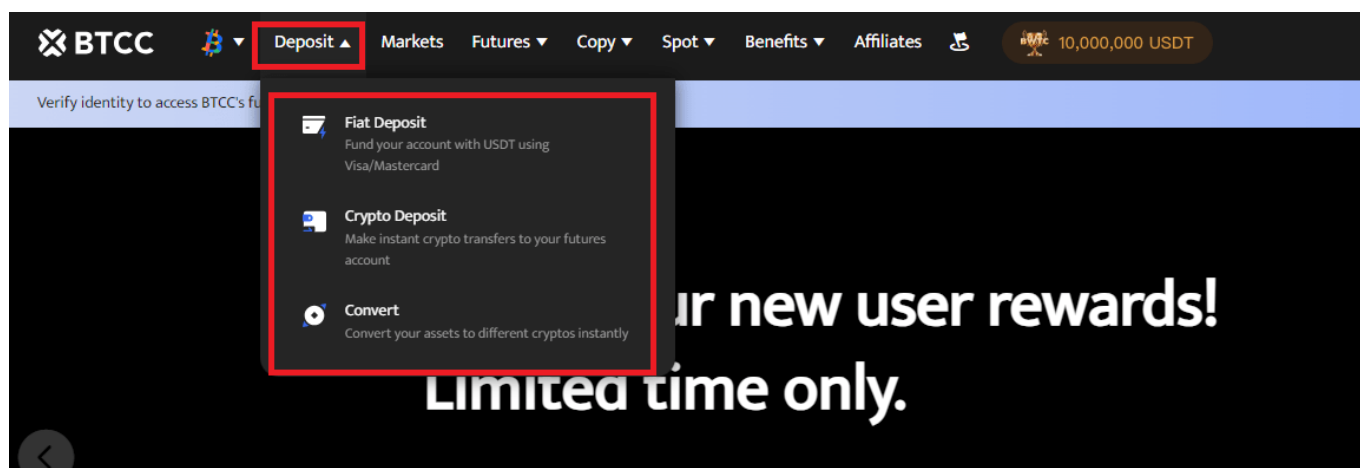 BTCC Deposit Markets Futures Copy Spot Benefits Affiliates 10,000,000 USDT
Verify identity to access BTCC's fu
Fiat Deposit
Fund your account with USDT using
Visa/Mastercard
Crypto Deposit
Make instant crypto transfers to your futures
account
Convert
Convert your assets to different cryptos instantly
ur new user rewards!
Limited time only.